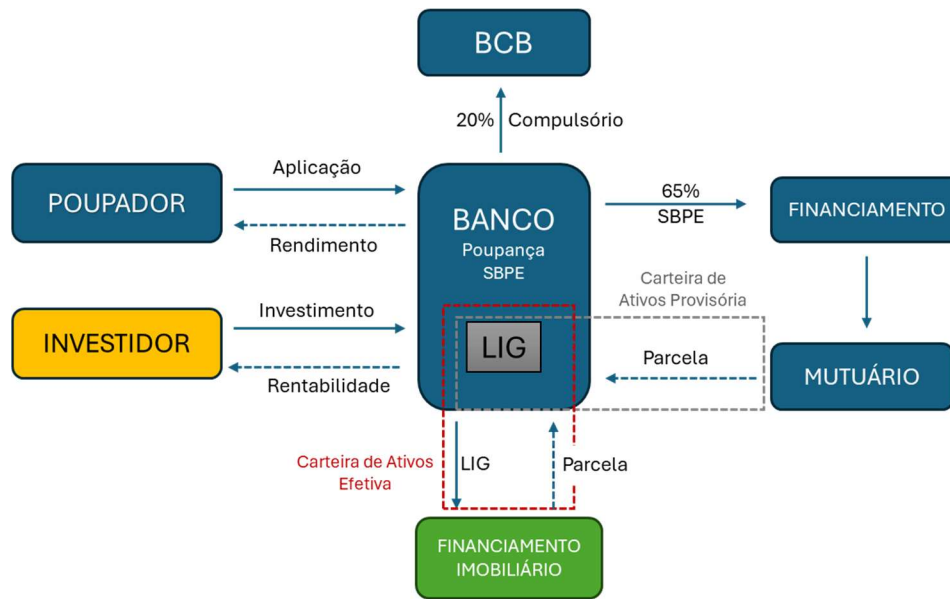 BCB
20% Compulsório
Aplicação
POUPADOR
Rendimento
BANCO
Poupança
SBPE
65%
SBPE
FINANCIAMENTO
Carteira de
Ativos Provisória
Investimento
INVESTIDOR
Rentabilidade
LIG
Parcela
MUTUÁRIO
Carteira de Ativos
Efetiva
LIG
Parcela
FINANCIAMENTO
IMOBILIÁRIO